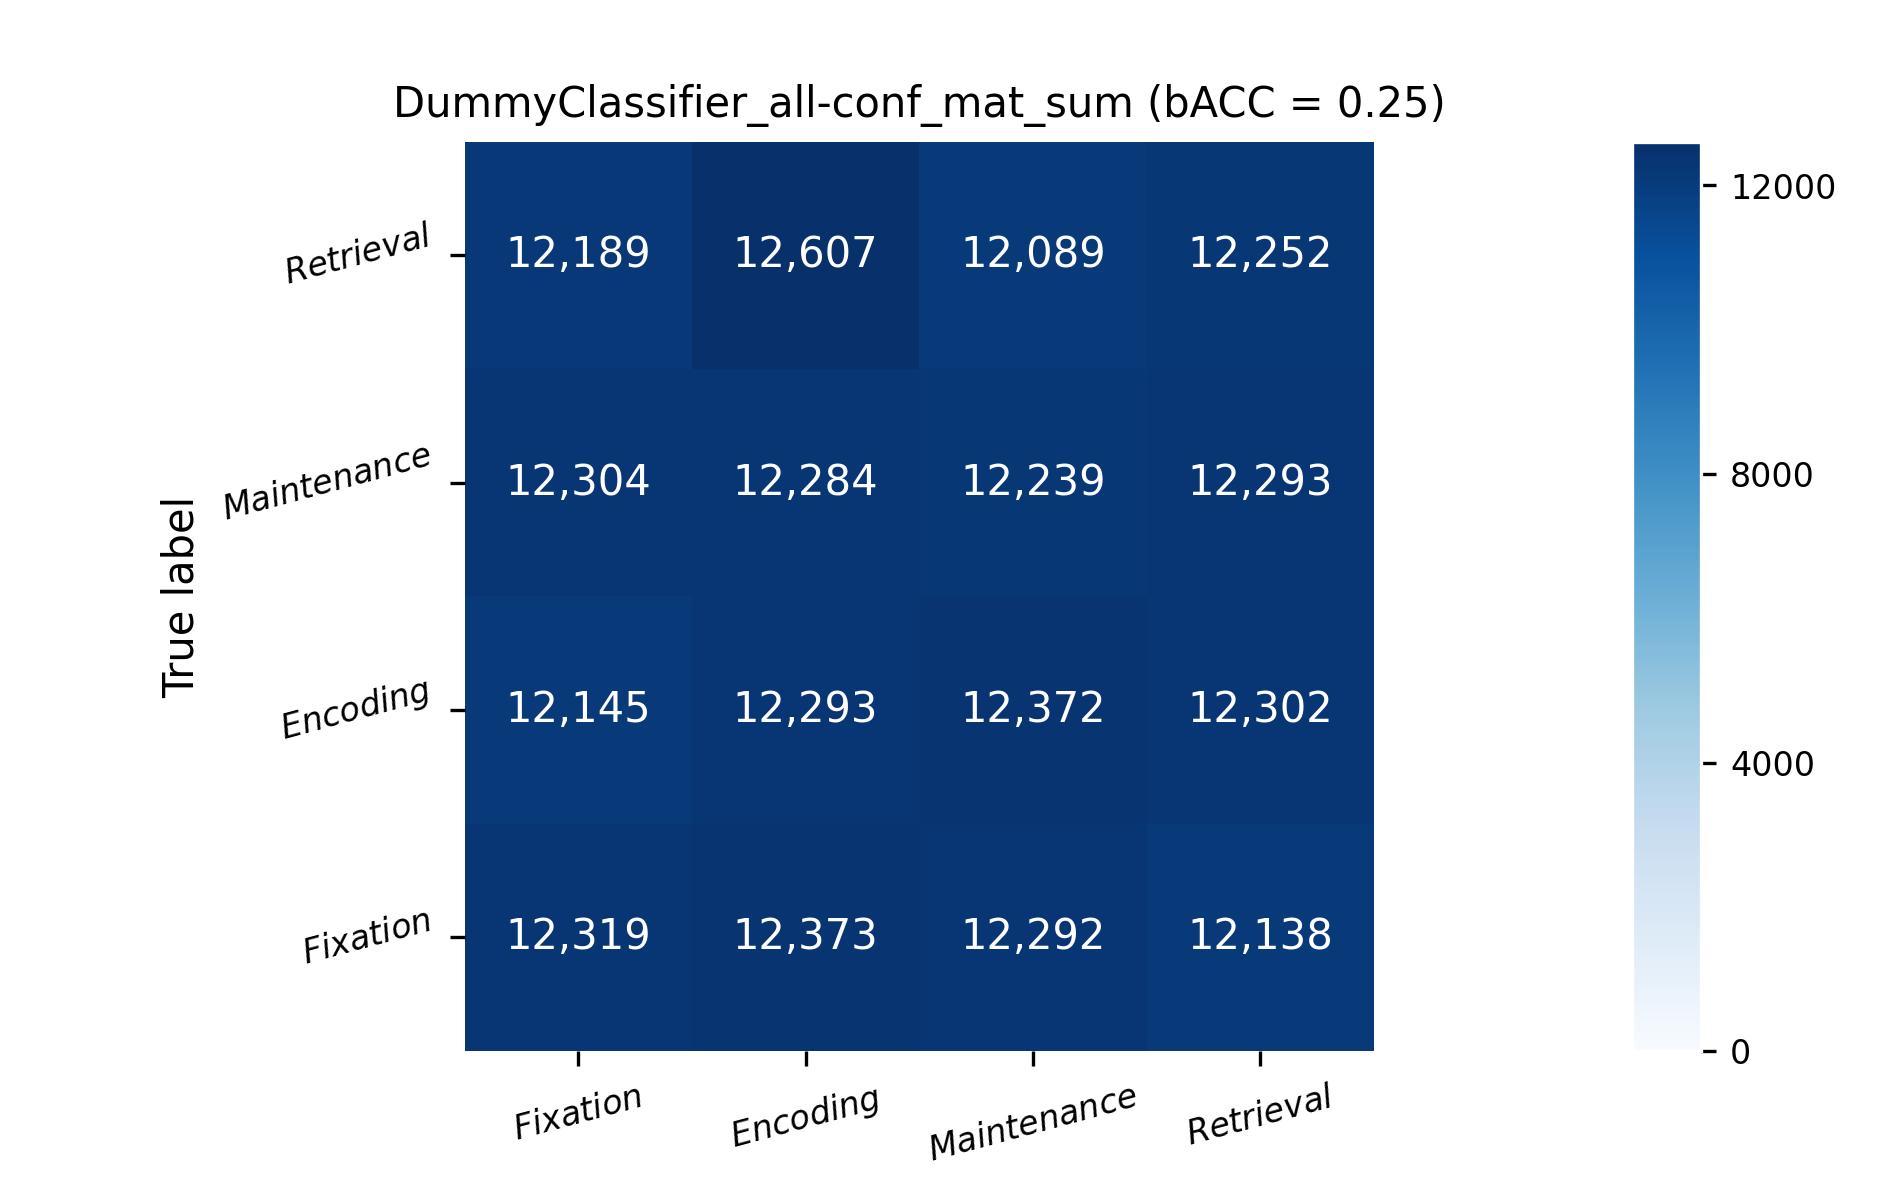 DummyClassifier_all-conf_mat_sum (bACC = 0.25)
True label
Retrieval 12,189 12,607 12,089 12,252
Maintenance 12,304 12,284 12,239 12,293
Encoding 12,145 12,293 12,372 12,302
Fixation 12,319 12,373 12,292 12,138
Fixation Encoding Maintenance Retrieval
12000
8000
4000
0